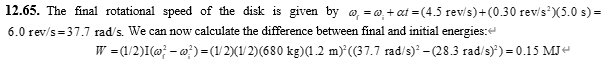 12.65. The final rotational speed of the disk is given by ω_f = ω_i + αt = (4.5 rev/s)+(0.30 rev/s²)(5.0 s) =
6.0 rev/s=37.7 rad/s. We can now calculate the difference between final and initial energies:↵
W =(1/2)I(ω_f² − ω_i²) = (1/2)(1/2)(680 kg)(1.2 m)²((37.7 rad/s)² −(28.3 rad/s)²) = 0.15 MJ↵